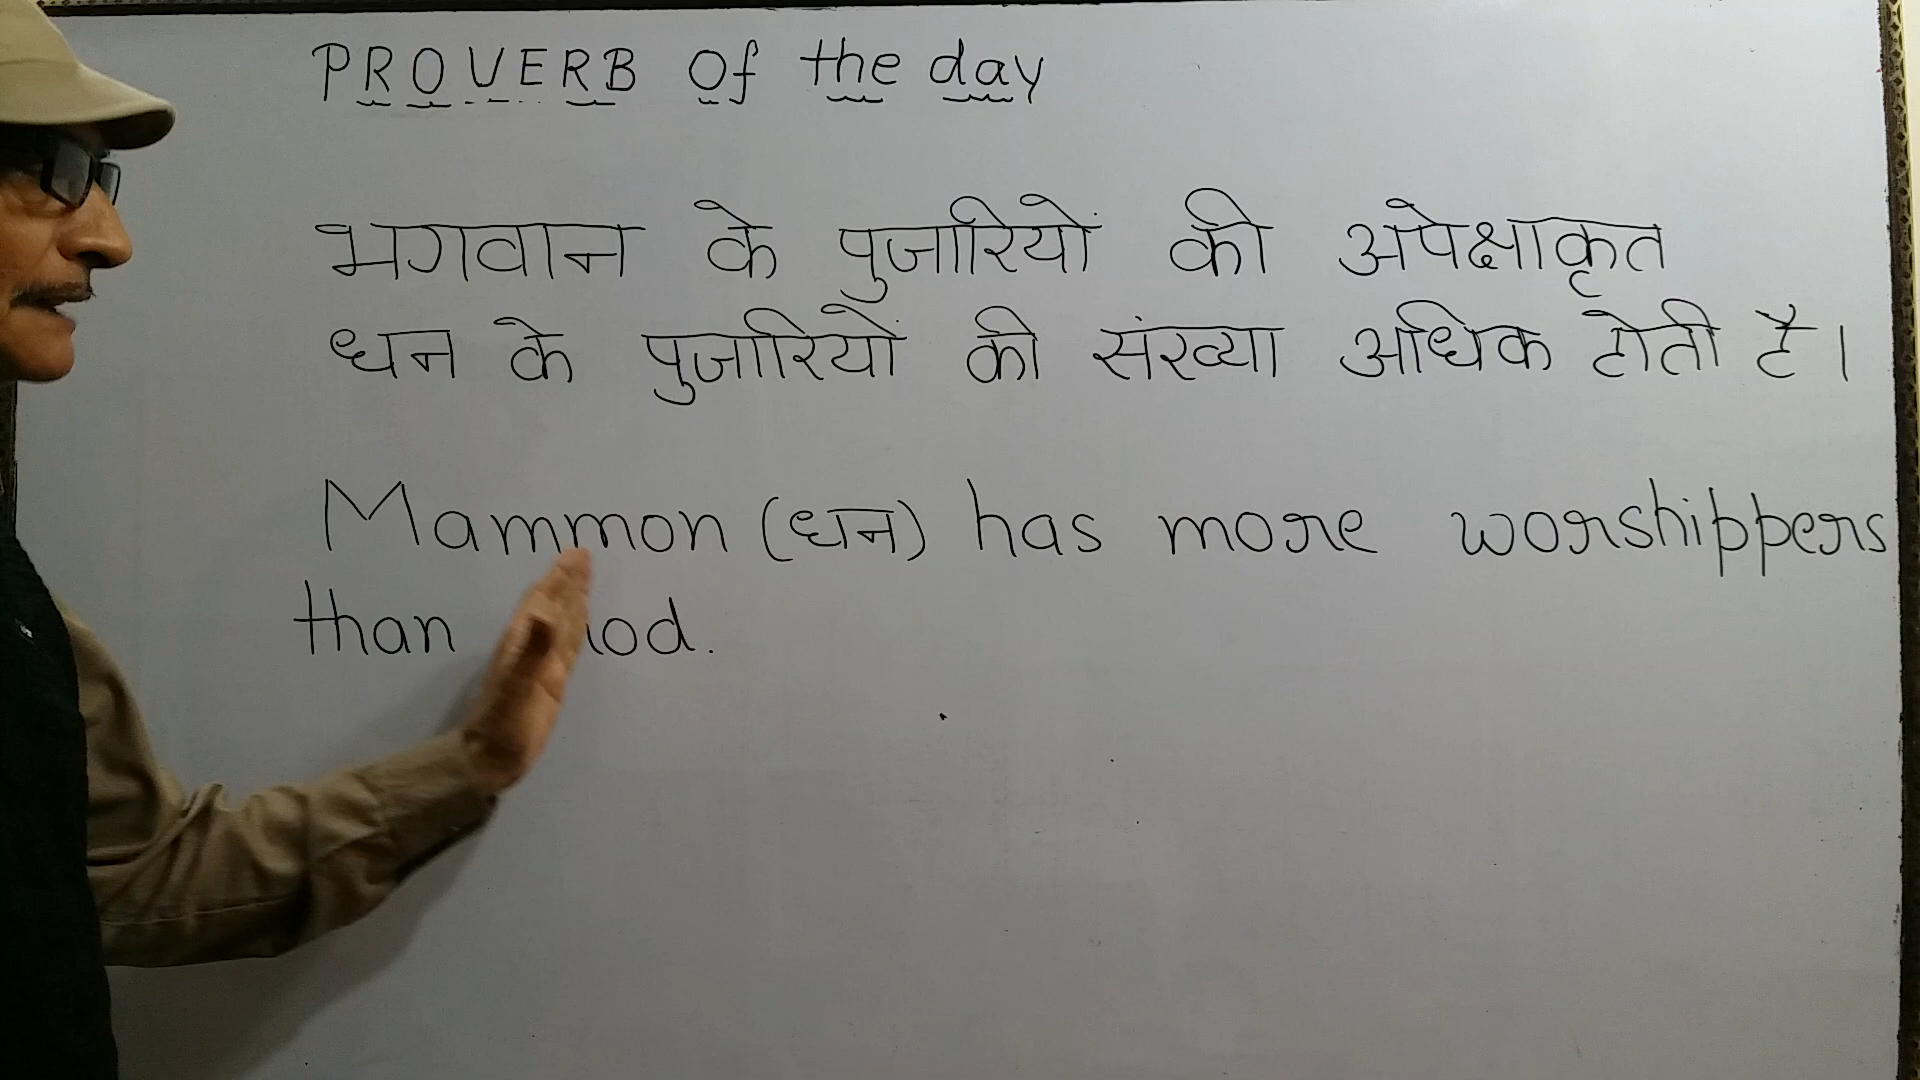 PROVERB Of the day
भगवान के पुजारियों की अपेक्षाकृत
धन के पुजारियों की संख्या अधिक होती है।
Mammon (धन) has more worshippers
than